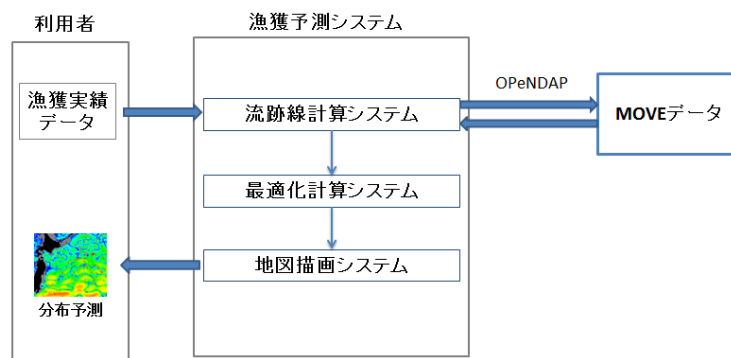 利用者
漁獲予測システム
漁獲実績
データ
流跡線計算システム
OPeNDAP
MOVEデータ
最適化計算システム
地図描画システム
分布予測